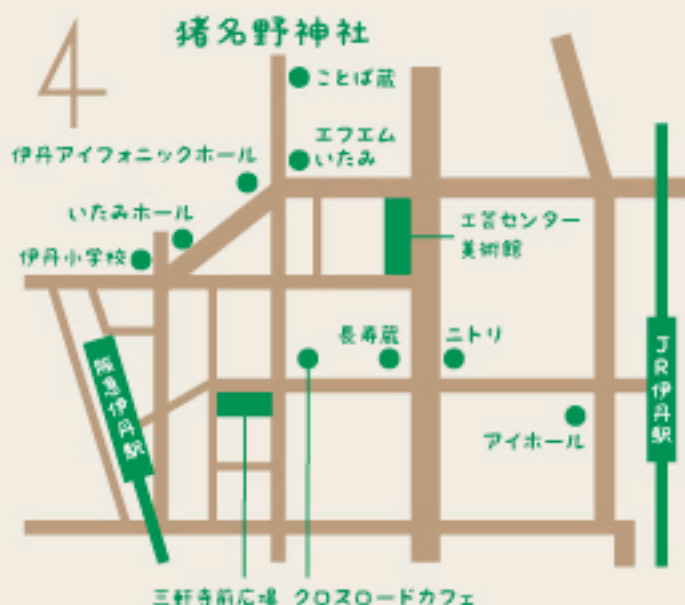 猪名野神社
ことば蔵
エフエム
いたみ
伊丹アイフォニックホール
いたみホール
伊丹小学校
工芸センター
美術館
長寿蔵
ニトリ
阪急伊丹駅
JR伊丹駅
アイホール
三軒寺前広場
クロスロードカフェ